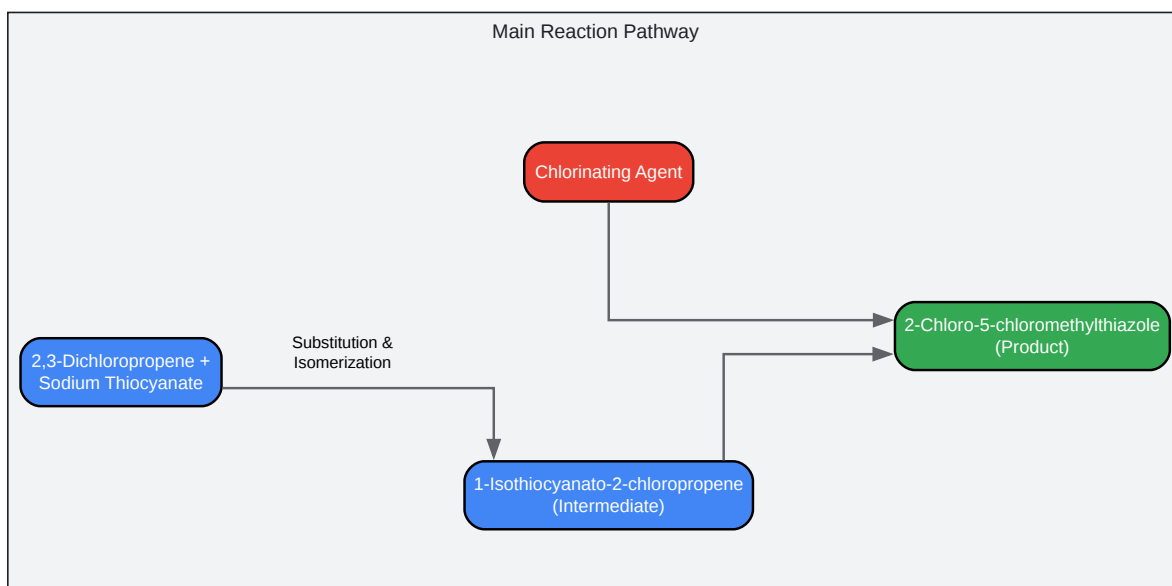 Main Reaction Pathway
Chlorinating Agent
2-Chloro-5-chloromethylthiazole
(Product)
2,3-Dichloropropene +
Sodium Thiocyanate
Substitution &
Isomerization
1-Isothiocyanato-2-chloropropene
(Intermediate)